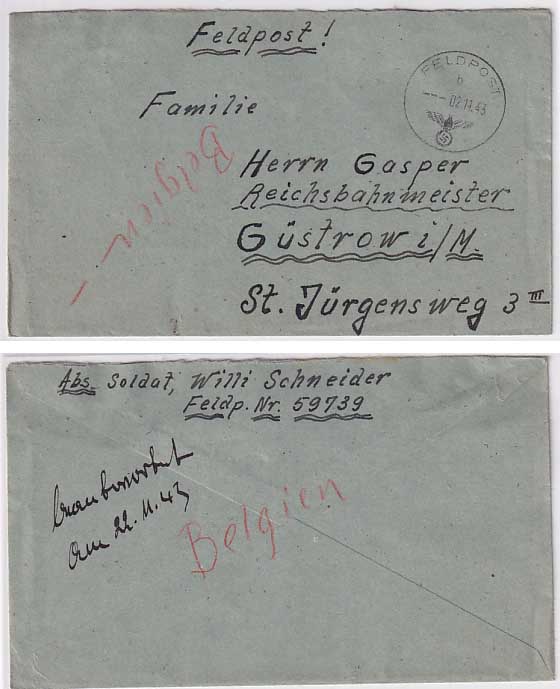 Feldpost!
FELDPOST
b
--- 02.11.43
Familie
Belgien
Herrn Gasper
Reichsbahnmeister
Güstrow i/M.
St. Jürgensweg 3 III
Abs. Soldat, Willi Schneider
Feldp. Nr. 59739
beantwortet
am 22.11.43
Belgien